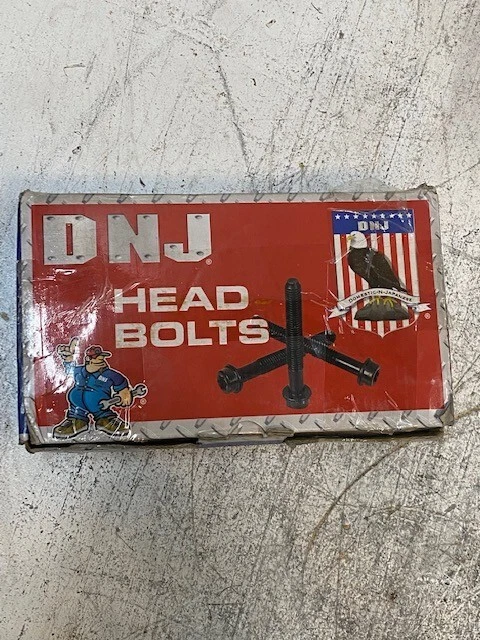 DNJ
HEAD
BOLTS
DNJ
DOMESTIC-N-JAPANESE